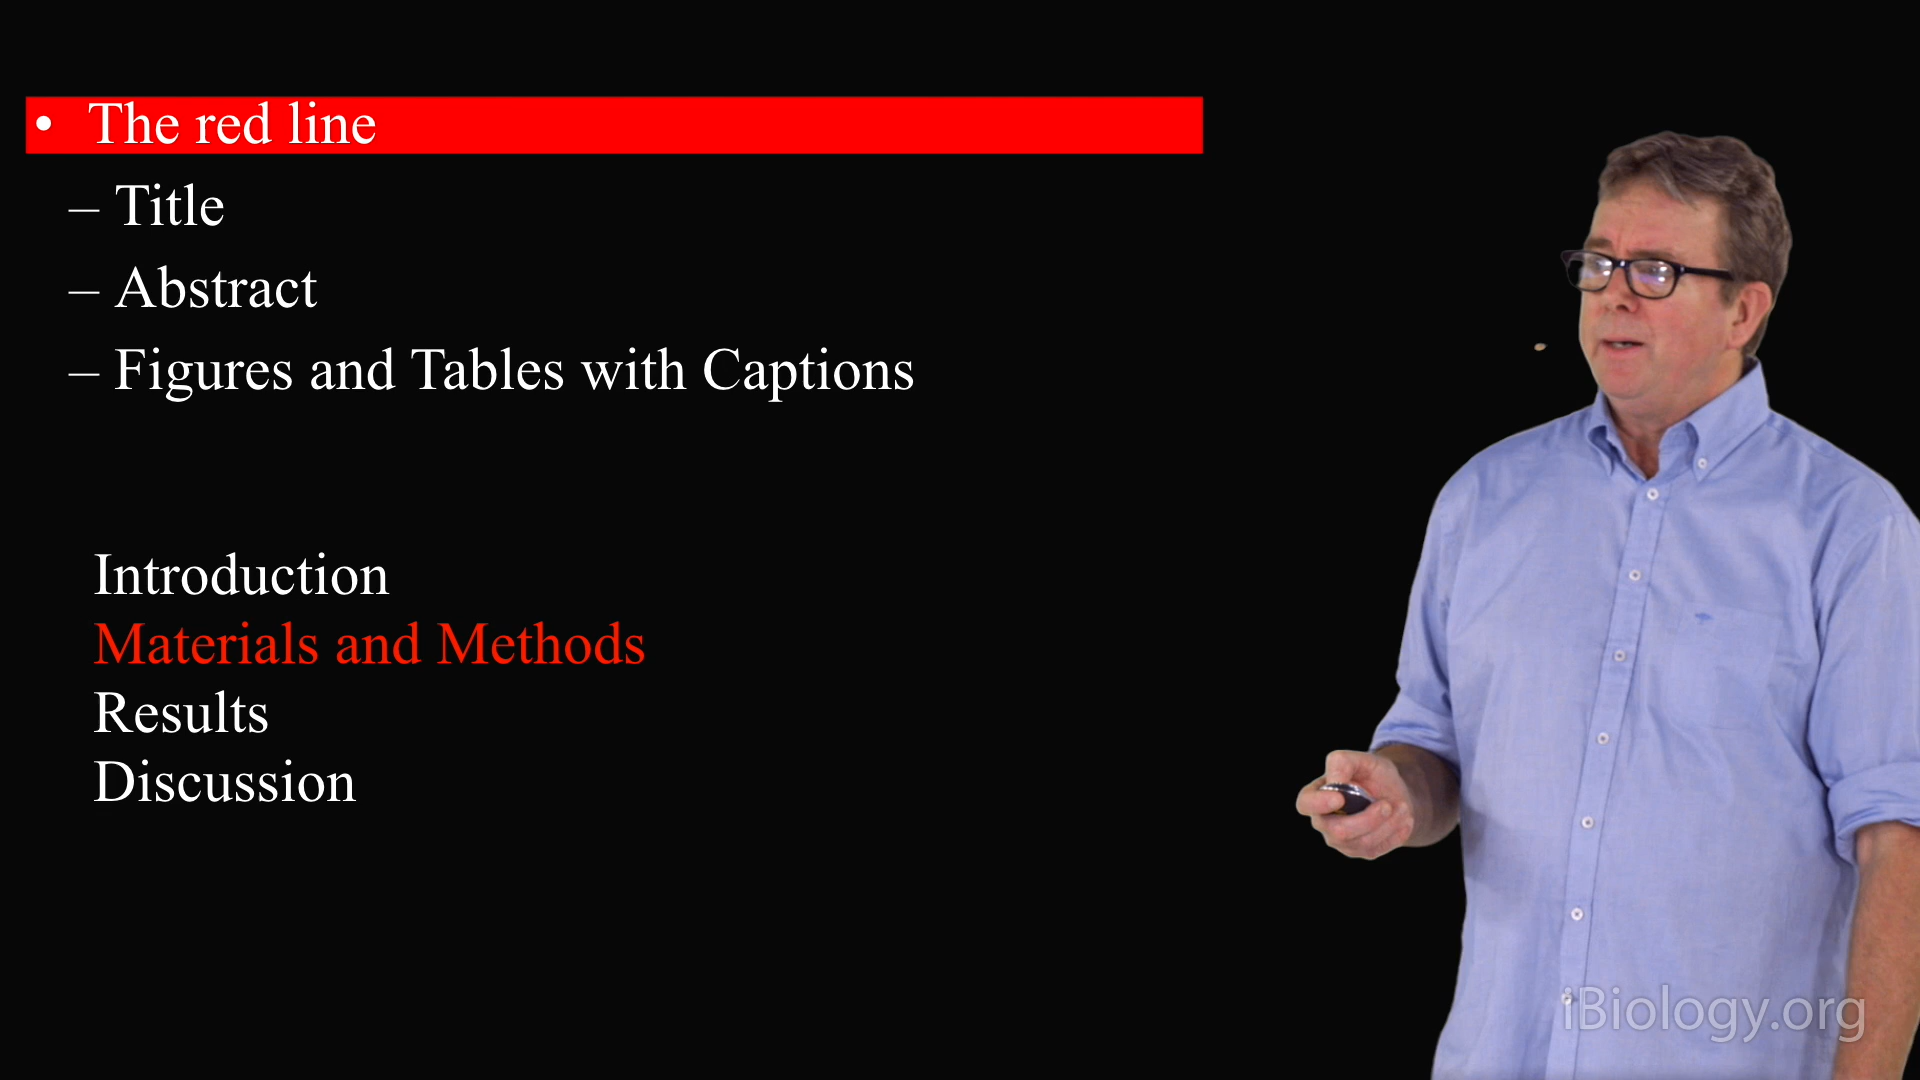 • The red line
– Title
– Abstract
– Figures and Tables with Captions
Introduction
Materials and Methods
Results
Discussion
iBiology.org